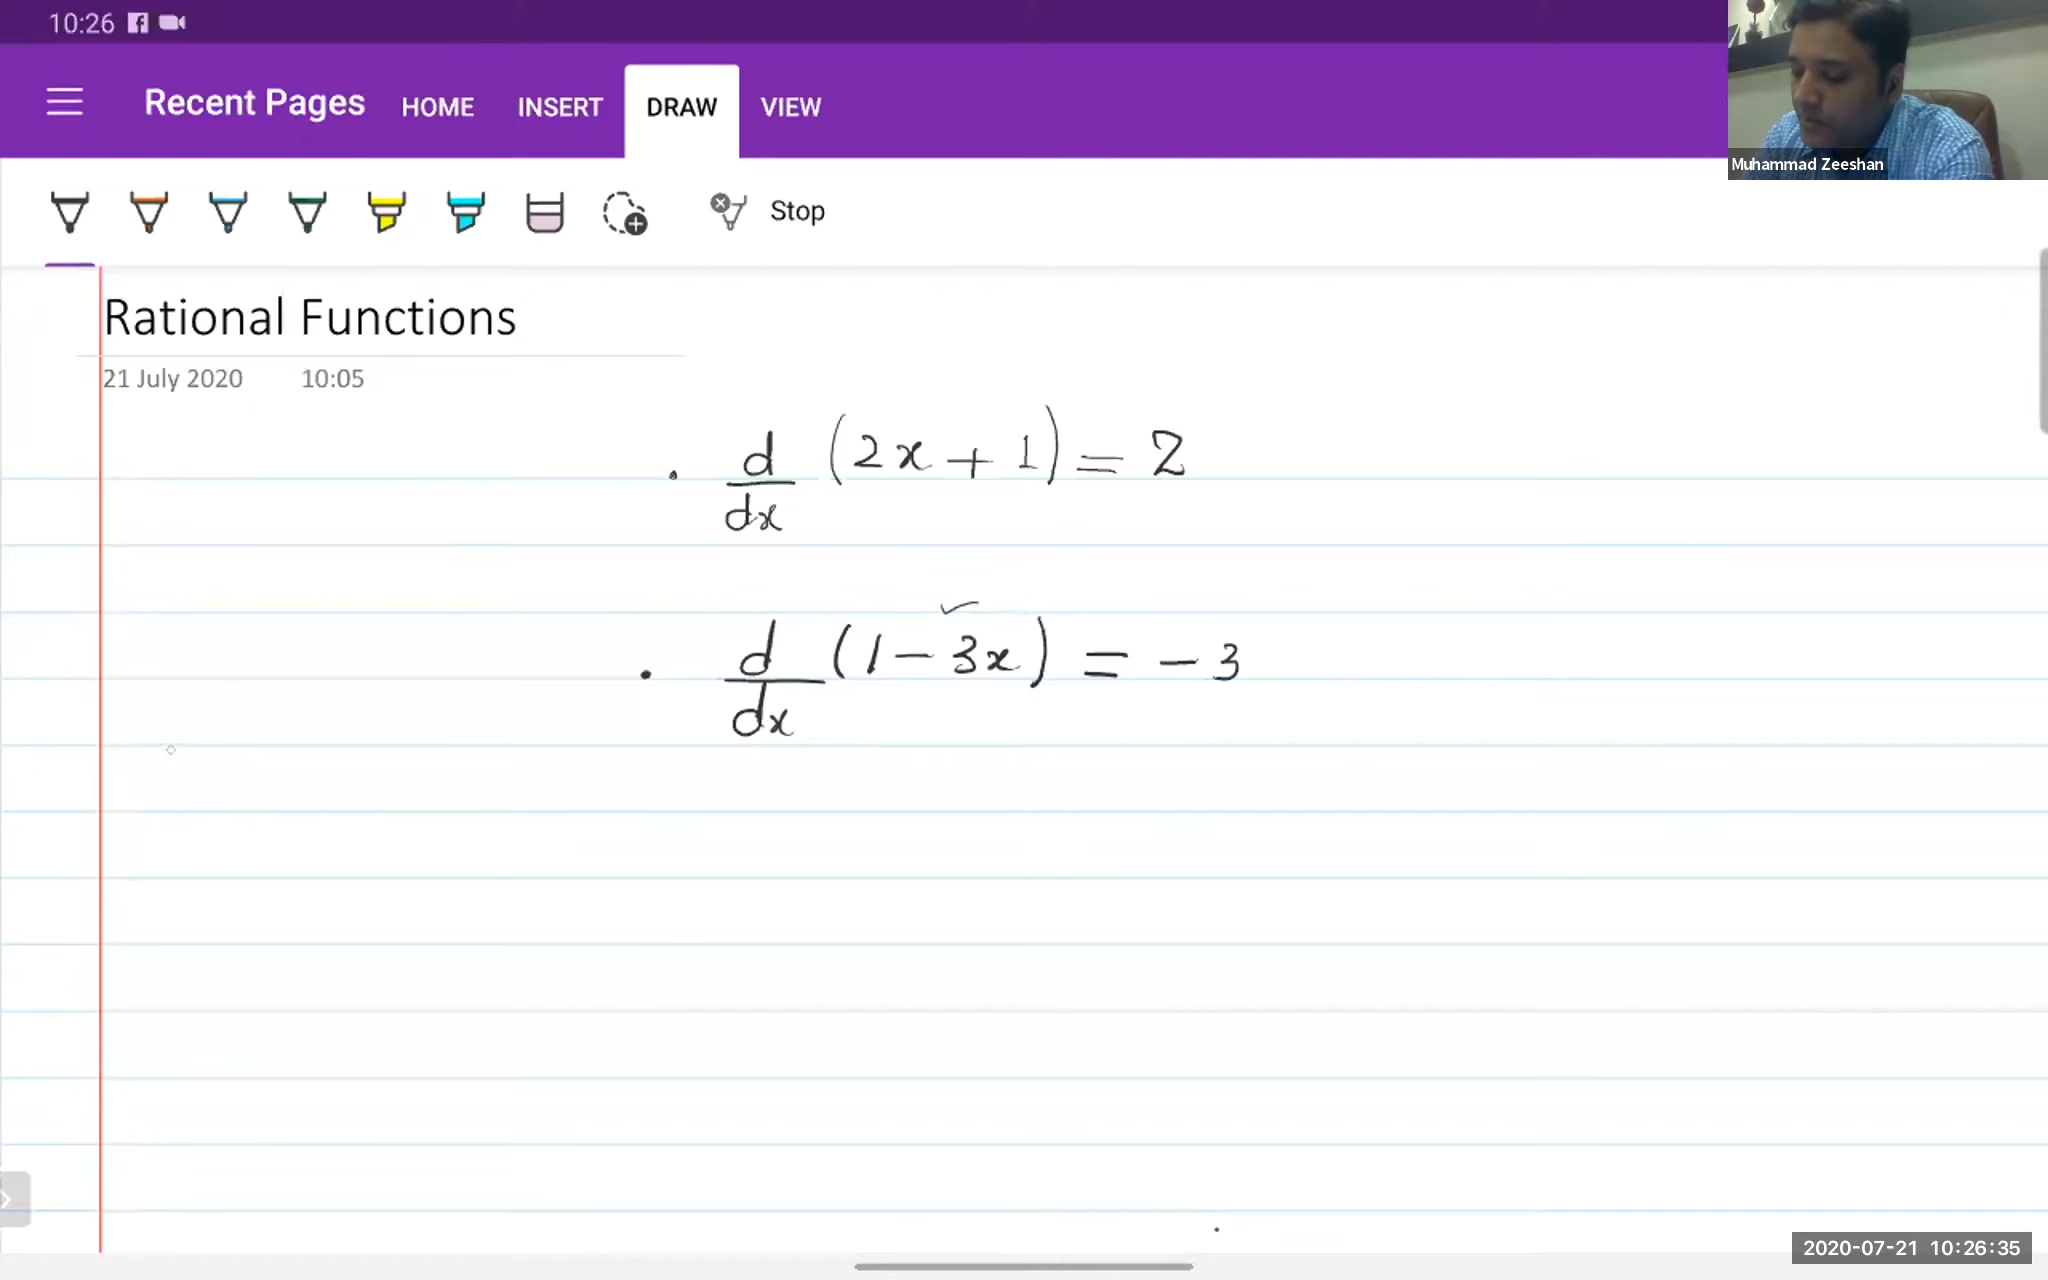 10:26
Recent Pages HOME INSERT DRAW VIEW
Muhammad Zeeshan
Stop
Rational Functions
21 July 2020 10:05
. d/dx (2x + 1) = 2
. d/dx (1 - 3x) = - 3
2020-07-21 10:26:35